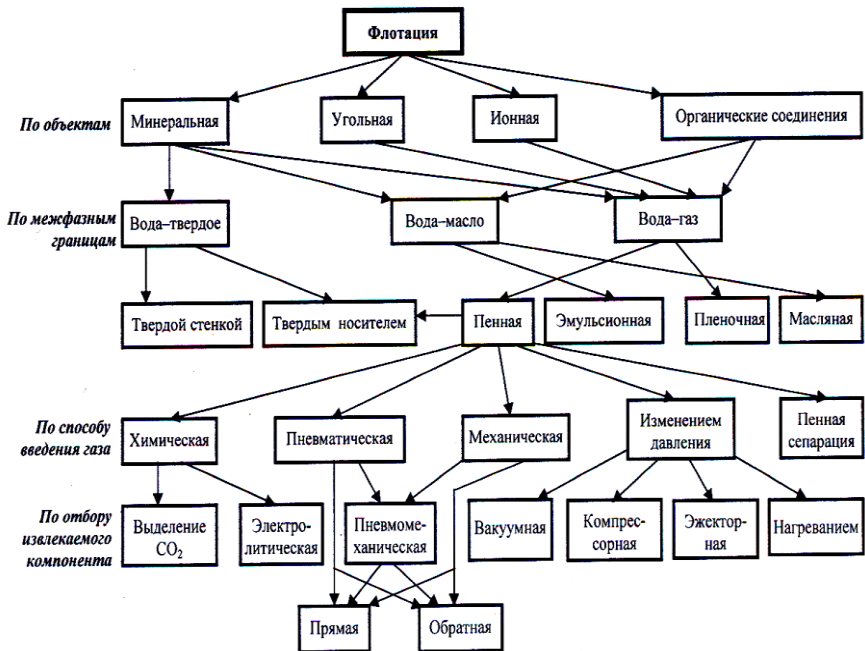 Флотация
По объектам
Минеральная
Угольная
Ионная
Органические соединения
По межфазным
границам
Вода–твердое
Вода–масло
Вода–газ
Твердой стенкой
Твердым носителем
Пенная
Эмульсионная
Пленочная
Масляная
По способу
введения газа
Химическая
Пневматическая
Механическая
Изменением
давления
Пенная
сепарация
По отбору
извлекаемого
компонента
Выделение
CO₂
Электро-
литическая
Пневмоме-
ханическая
Вакуумная
Компрес-
сорная
Эжектор-
ная
Нагреванием
Прямая
Обратная